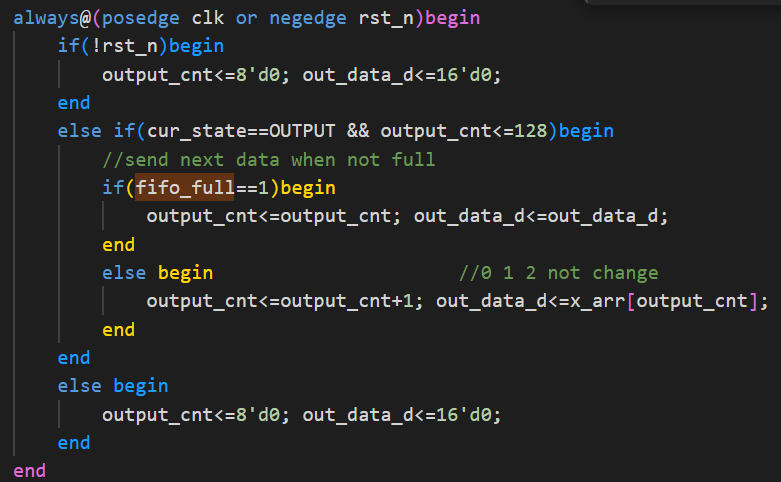 always@(posedge clk or negedge rst_n)begin
if(!rst_n)begin
output_cnt<=8'd0; out_data_d<=16'd0;
end
else if(cur_state==OUTPUT && output_cnt<=128)begin
//send next data when not full
if(fifo_full==1)begin
output_cnt<=output_cnt; out_data_d<=out_data_d;
end
else begin //0 1 2 not change
output_cnt<=output_cnt+1; out_data_d<=x_arr[output_cnt];
end
end
else begin
output_cnt<=8'd0; out_data_d<=16'd0;
end
end